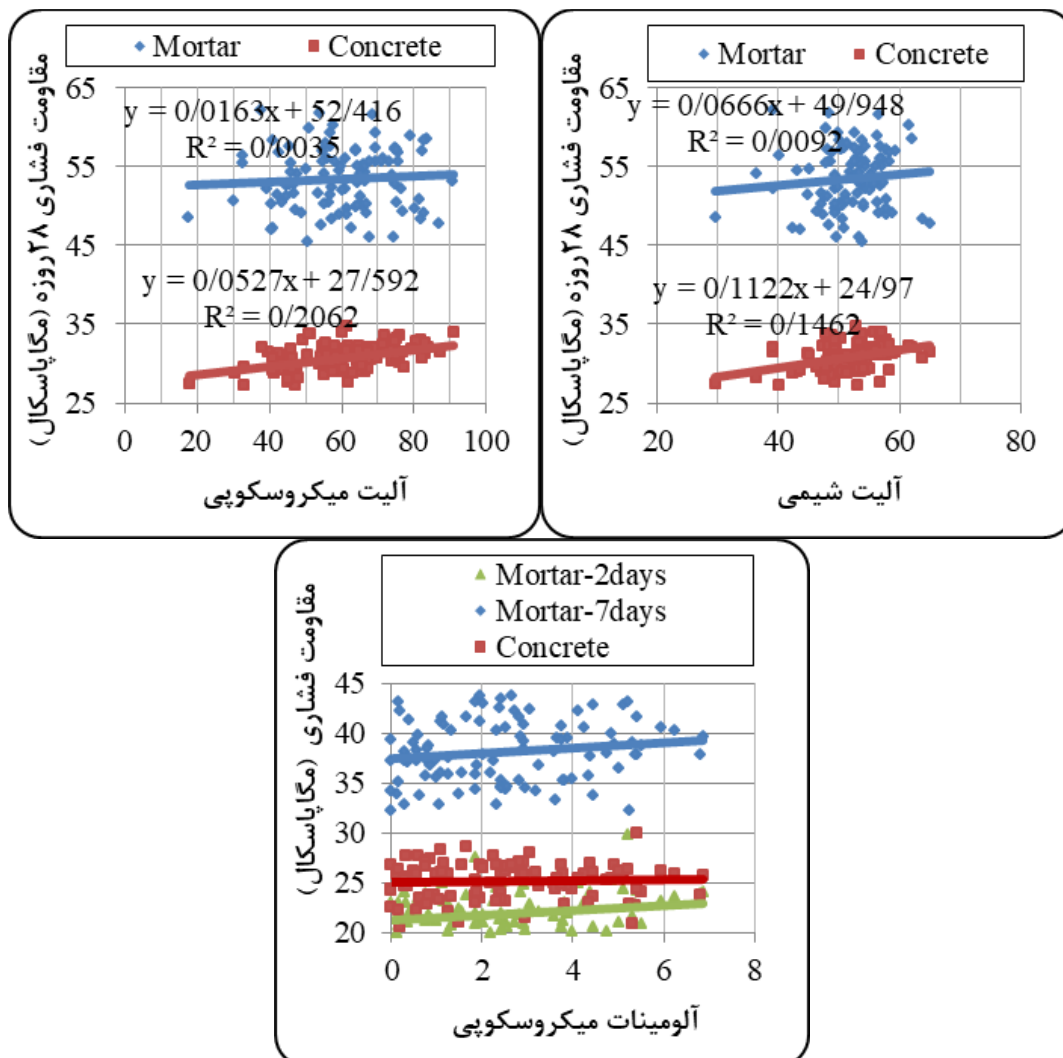 Mortar Concrete
مقاومت فشاری ۲۸ روزه (مگاپاسکال)
65
55
45
35
25
y = 0/0163x + 52/416
R² = 0/0035
y = 0/0527x + 27/592
R² = 0/2062
0 20 40 60 80 100
آلیت میکروسکوپی
Mortar Concrete
مقاومت فشاری ۲۸ روزه (مگاپاسکال)
65
55
45
35
25
y = 0/0666x + 49/948
R² = 0/0092
y = 0/1122x + 24/97
R² = 0/1462
20 40 60 80
آلیت شیمی
Mortar-2days
Mortar-7days
Concrete
مقاومت فشاری (مگاپاسکال)
45
40
35
30
25
20
0 2 4 6 8
آلومینات میکروسکوپی